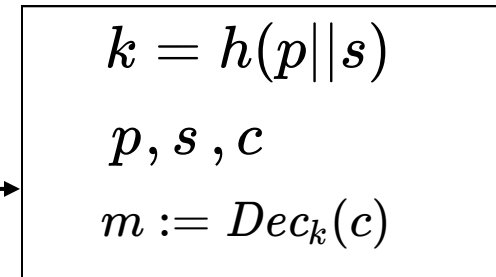 k = h(p||s)
p, s , c
m := Dec_k(c)